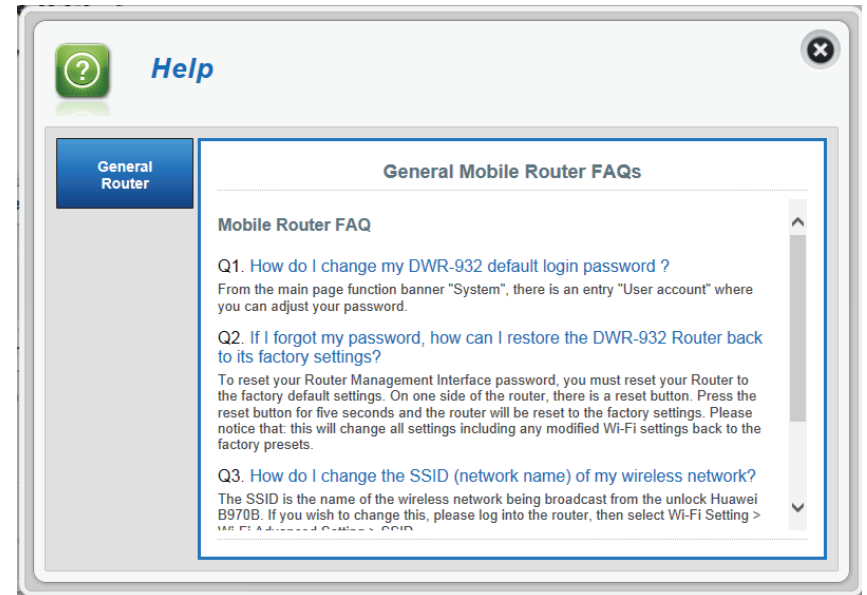 Help
General
Router
General Mobile Router FAQs
Mobile Router FAQ
Q1. How do I change my DWR-932 default login password ?
From the main page function banner "System", there is an entry "User account" where
you can adjust your password.
Q2. If I forgot my password, how can I restore the DWR-932 Router back
to its factory settings?
To reset your Router Management Interface password, you must reset your Router to
the factory default settings. On one side of the router, there is a reset button. Press the
reset button for five seconds and the router will be reset to the factory settings. Please
notice that: this will change all settings including any modified Wi-Fi settings back to the
factory presets.
Q3. How do I change the SSID (network name) of my wireless network?
The SSID is the name of the wireless network being broadcast from the unlock Huawei
B970B. If you wish to change this, please log into the router, then select Wi-Fi Setting >
Wi-Fi Advanced Setting > SSID